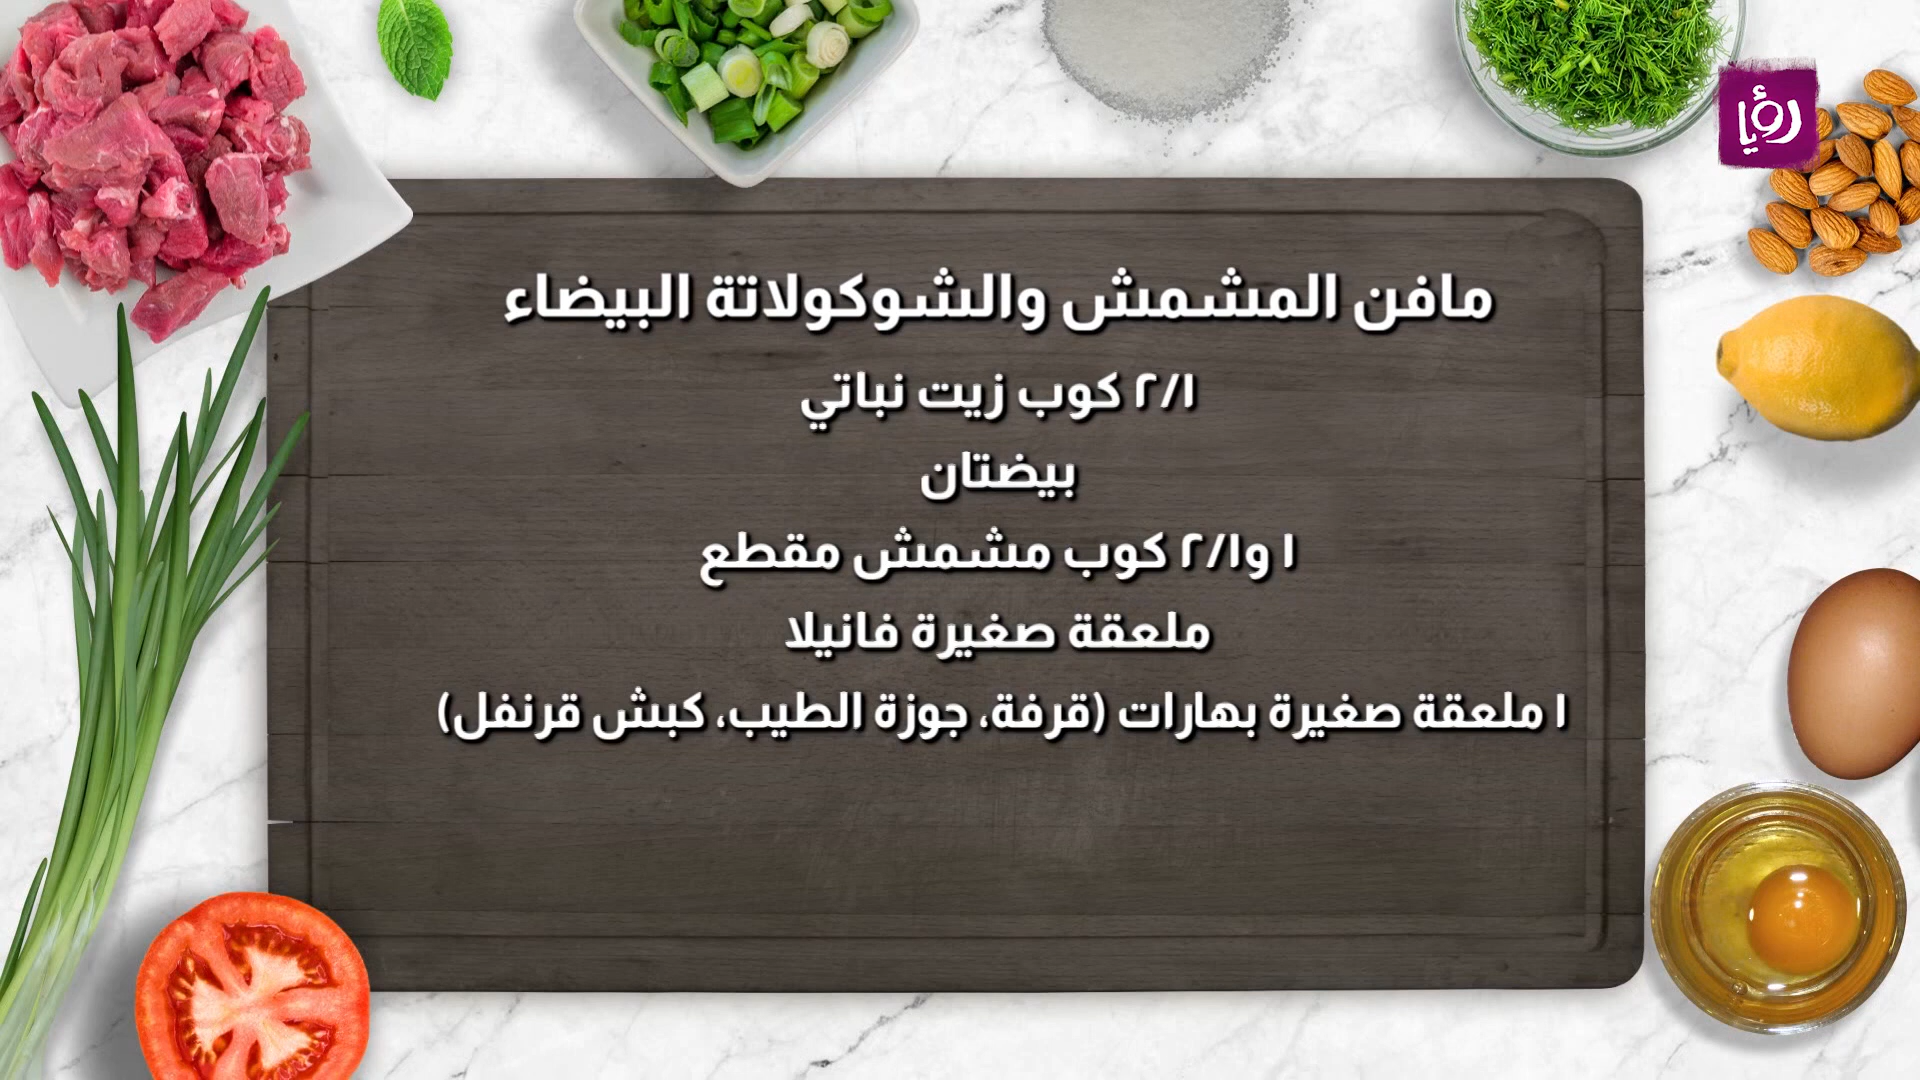 رؤيا
مافن المشمش والشوكولاتة البيضاء
٢/١ كوب زيت نباتي
بيضتان
١ و٢/١ كوب مشمش مقطع
ملعقة صغيرة فانيلا
١ ملعقة صغيرة بهارات (قرفة، جوزة الطيب، كبش قرنفل)